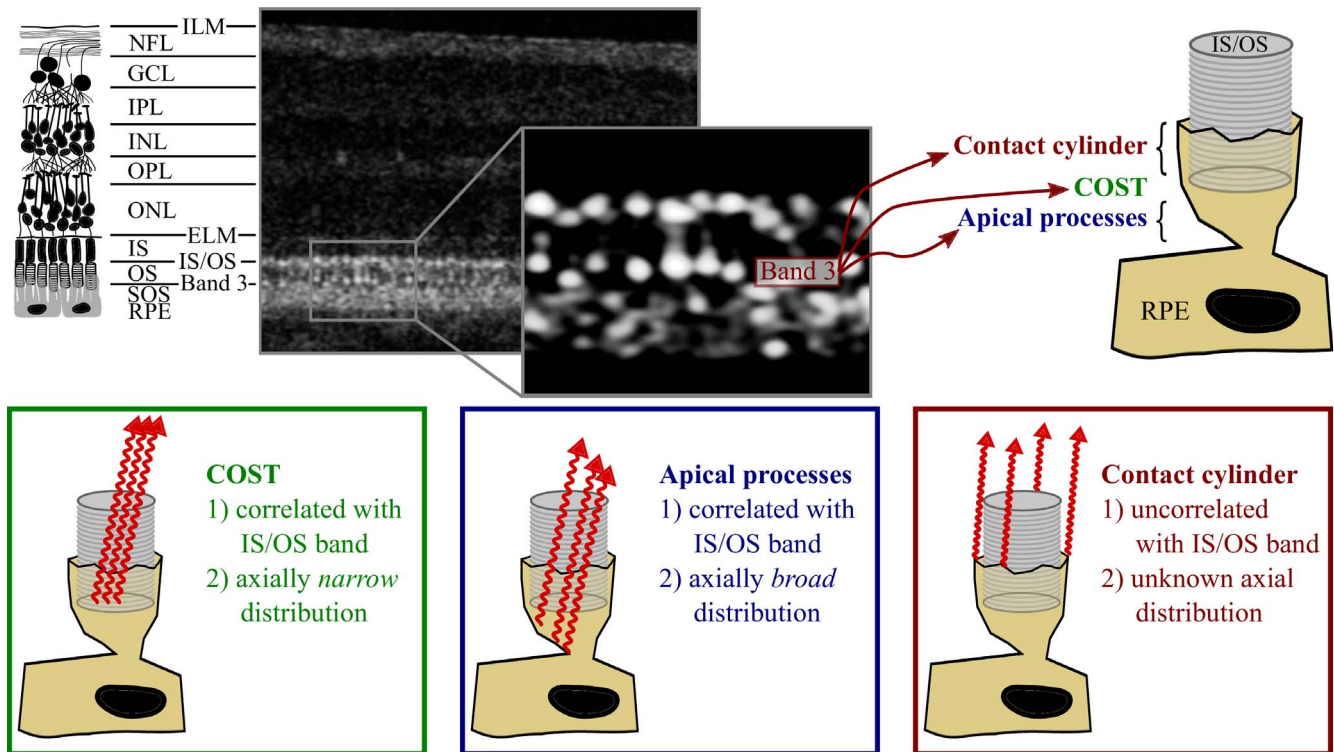 ILM
NFL
GCL
IPL
INL
OPL
ONL
ELM
IS
IS/OS
OS
Band 3
SOS
RPE
Band 3
IS/OS
Contact cylinder
COST
Apical processes
RPE
COST
1) correlated with
IS/OS band
2) axially narrow
distribution
Apical processes
1) correlated with
IS/OS band
2) axially broad
distribution
Contact cylinder
1) uncorrelated
with IS/OS band
2) unknown axial
distribution